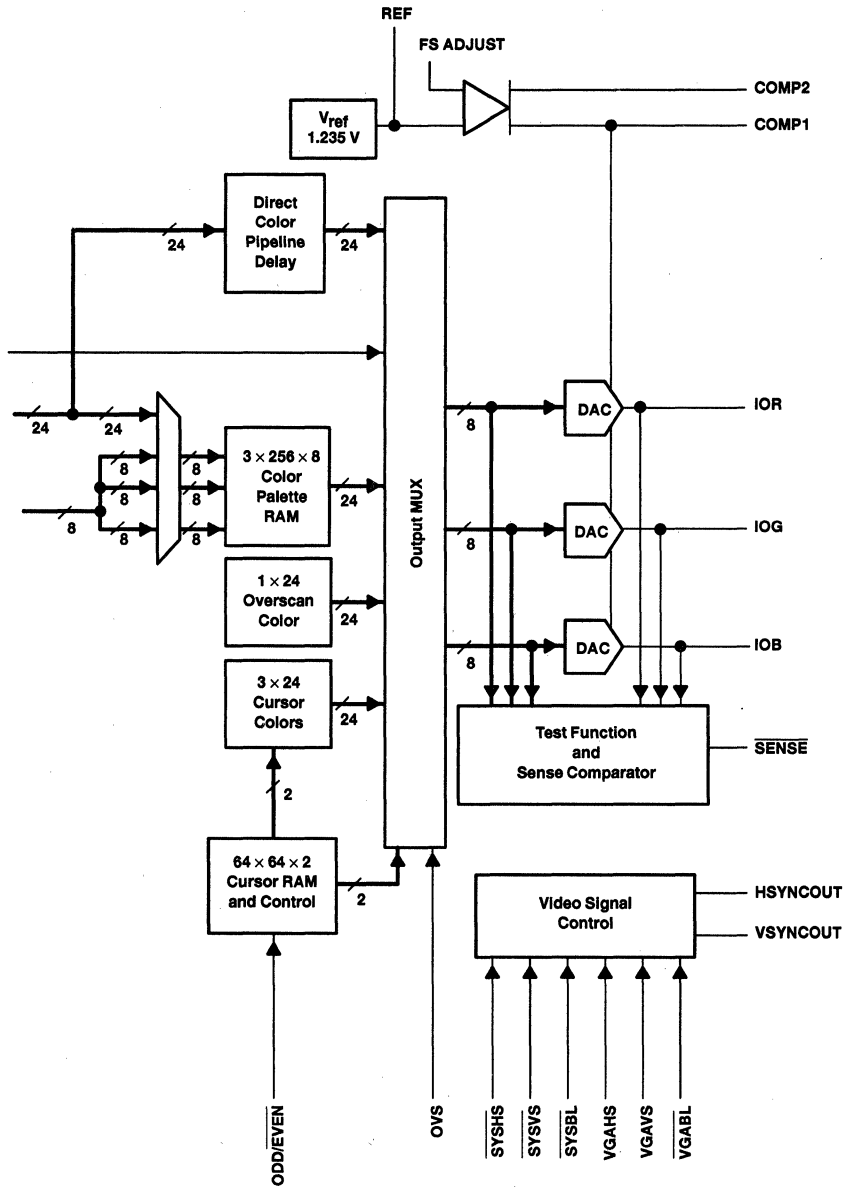 REF
FS ADJUST
COMP2
Vref
1.235 V
COMP1
Direct
Color
Pipeline
Delay
24
24
24
24
8
8
8
8
8
8
8
3 × 256 × 8
Color
Palette
RAM
24
1 × 24
Overscan
Color
24
3 × 24
Cursor
Colors
24
2
64 × 64 × 2
Cursor RAM
and Control
2
Output MUX
8
DAC
IOR
8
DAC
IOG
8
DAC
IOB
Test Function
and
Sense Comparator
SENSE
Video Signal
Control
HSYNCOUT
VSYNCOUT
ODD/EVEN
OVS
SYSHS
SYSVS
SYSBL
VGAHS
VGAVS
VGABL